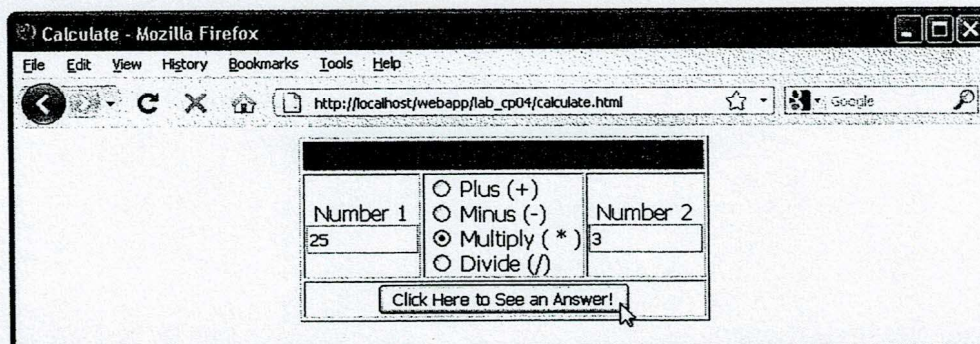 Calculate - Mozilla Firefox
File Edit View History Bookmarks Tools Help
http://localhost/webapp/lab_cp04/calculate.html Google
Number 1
25
Plus (+)
Minus (-)
Multiply ( * )
Divide (/)
Number 2
3
Click Here to See an Answer!